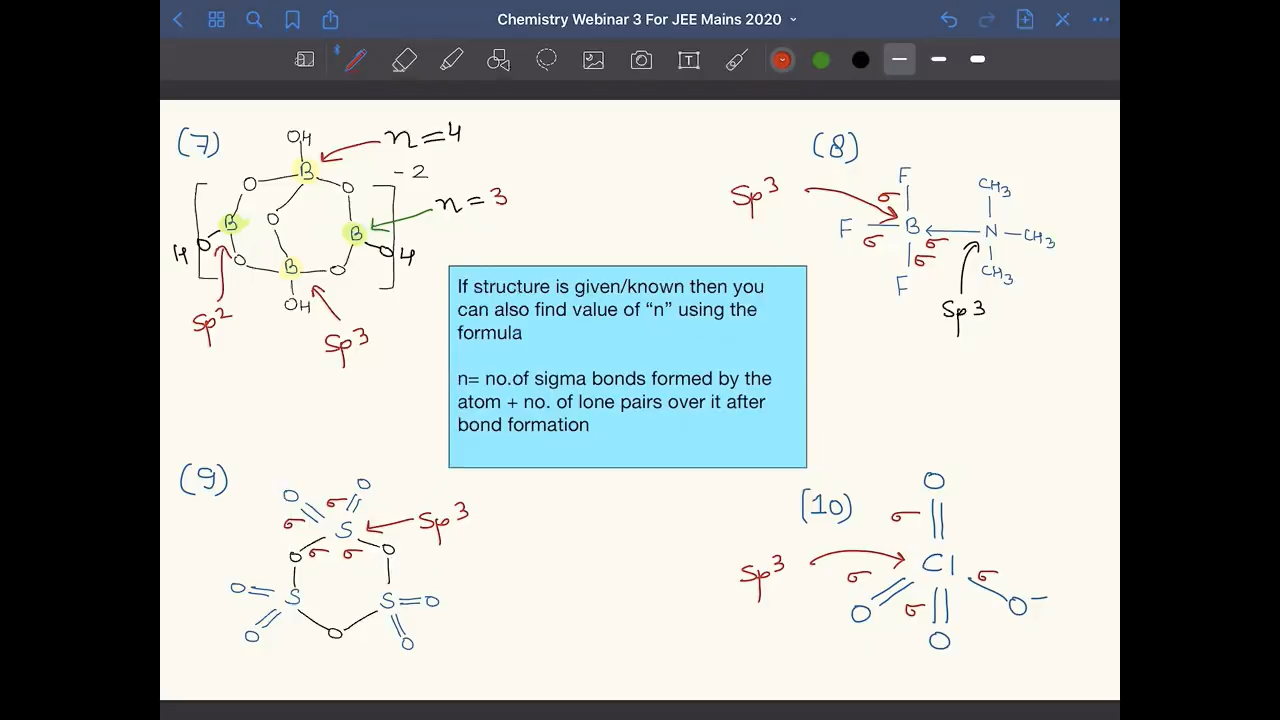 Chemistry Webinar 3 For JEE Mains 2020
T
(7)
OH
n=4
B
-2
O
O
n=3
B
O
B
H O
O
O H
B
O
OH
Sp2
Sp3
(8)
Sp3
F
CH3
σ
F
B
N
CH3
σ
σ
σ
F
CH3
Sp3
If structure is given/known then you
can also find value of “n” using the
formula
n= no.of sigma bonds formed by the
atom + no. of lone pairs over it after
bond formation
(9)
O
O
σ
σ
S
Sp3
O
σ
σ
O
O
S
S
O
O
O
O
(10)
O
σ
Sp3
Cl
σ
σ
O
σ
O-
O